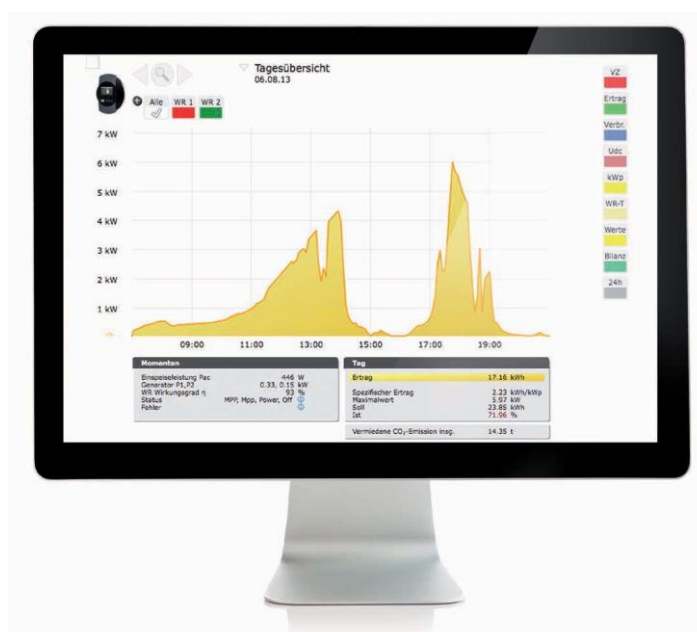 Tagesübersicht
06.08.13
Alle WR 1 WR 2
VZ
Ertrag
Verbr.
Udc
kWp
WR-T
Werte
Bilanz
24h
7 kW
6 kW
5 kW
4 kW
3 kW
2 kW
1 kW
09:00 11:00 13:00 15:00 17:00 19:00
Momentan
Einspeiseleistung Pac 446 W
Generator P1,P2 0.33, 0.15 kW
WR Wirkungsgrad η 93 %
Status MPP, Mpp, Power, Off
Fehler
Tag
Ertrag 17.16 kWh
Spezifischer Ertrag 2.23 kWh/kWp
Maximalwert 5.97 kW
Soll 23.85 kWh
Ist 71.96 %
Vermiedene CO₂-Emission insg. 14.35 t